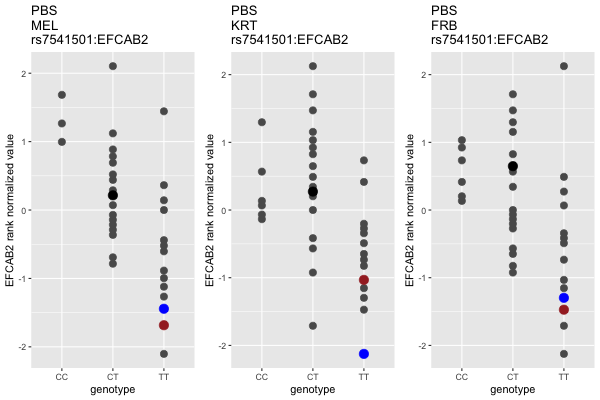 PBS
MEL
rs7541501:EFCAB2
EFCAB2 rank normalized value
2
1
0
-1
-2
CC CT TT
genotype
PBS
KRT
rs7541501:EFCAB2
EFCAB2 rank normalized value
2
1
0
-1
-2
CC CT TT
genotype
PBS
FRB
rs7541501:EFCAB2
EFCAB2 rank normalized value
2
1
0
-1
-2
CC CT TT
genotype